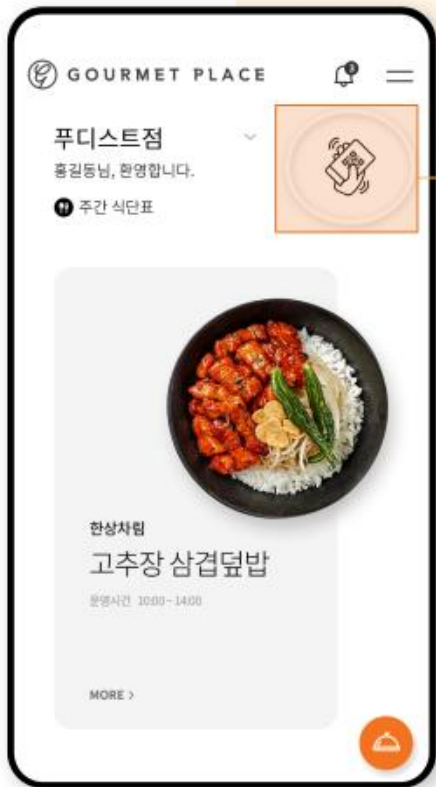 GOURMET PLACE
3
푸디스트점
홍길동님, 환영합니다.
주간 식단표
한상차림
고추장 삼겹덮밥
운영시간 10:00~14:00
MORE >